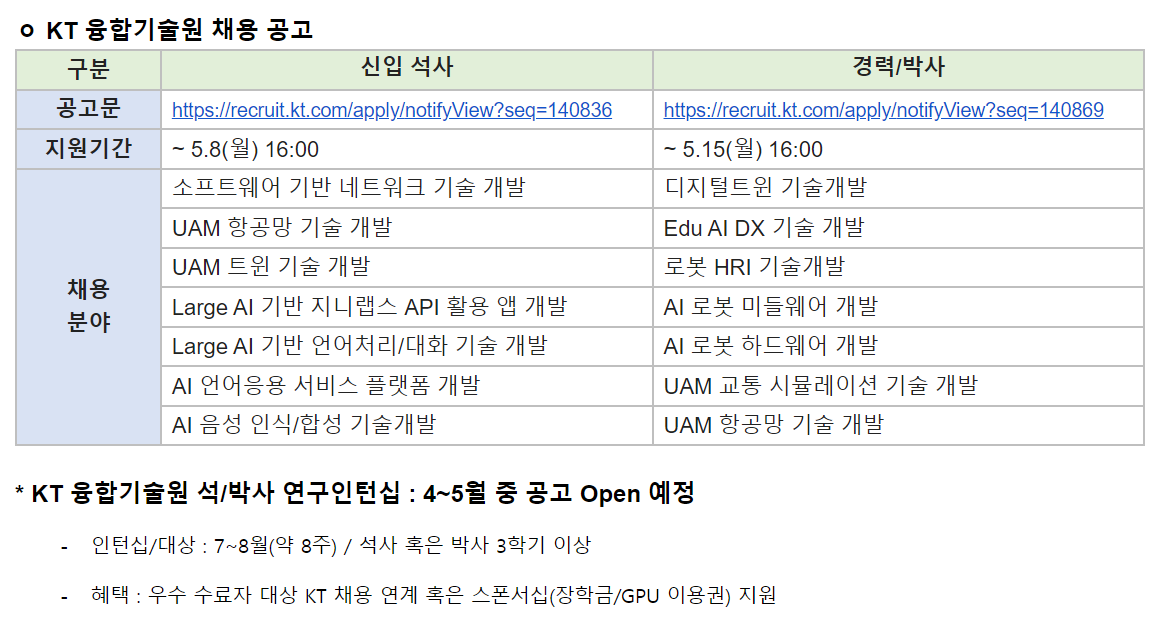 ㅇ KT 융합기술원 채용 공고
구분 신입 석사 경력/박사
공고문 https://recruit.kt.com/apply/notifyView?seq=140836 https://recruit.kt.com/apply/notifyView?seq=140869
지원기간 ~ 5.8(월) 16:00 ~ 5.15(월) 16:00
채용
분야
소프트웨어 기반 네트워크 기술 개발 디지털트윈 기술개발
UAM 항공망 기술 개발 Edu AI DX 기술 개발
UAM 트윈 기술 개발 로봇 HRI 기술개발
Large AI 기반 지니랩스 API 활용 앱 개발 AI 로봇 미들웨어 개발
Large AI 기반 언어처리/대화 기술 개발 AI 로봇 하드웨어 개발
AI 언어응용 서비스 플랫폼 개발 UAM 교통 시뮬레이션 기술 개발
AI 음성 인식/합성 기술개발 UAM 항공망 기술 개발
* KT 융합기술원 석/박사 연구인턴십 : 4~5월 중 공고 Open 예정
- 인턴십/대상 : 7~8월(약 8주) / 석사 혹은 박사 3학기 이상
- 혜택 : 우수 수료자 대상 KT 채용 연계 혹은 스폰서십(장학금/GPU 이용권) 지원